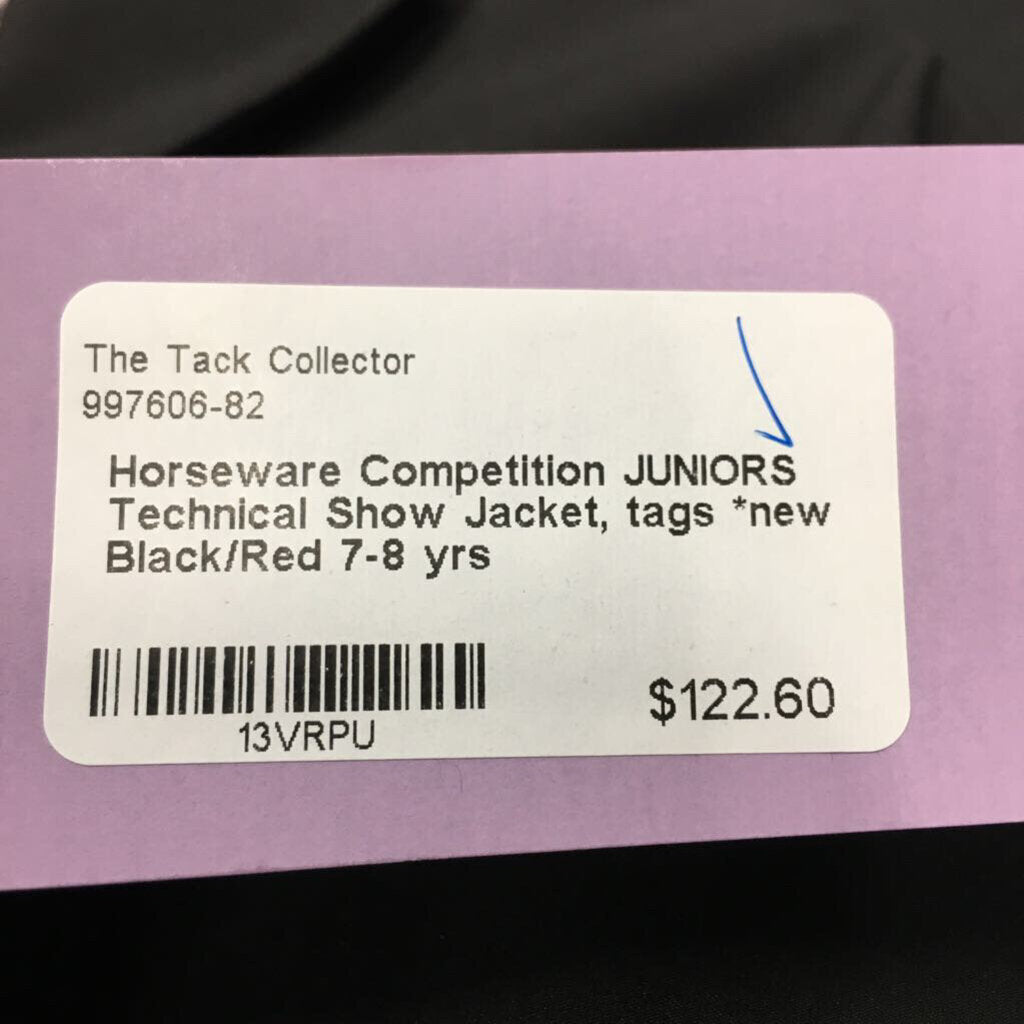 The Tack Collector
997606-82
Horseware Competition JUNIORS
Technical Show Jacket, tags *new
Black/Red 7-8 yrs
13VRPU
$122.60